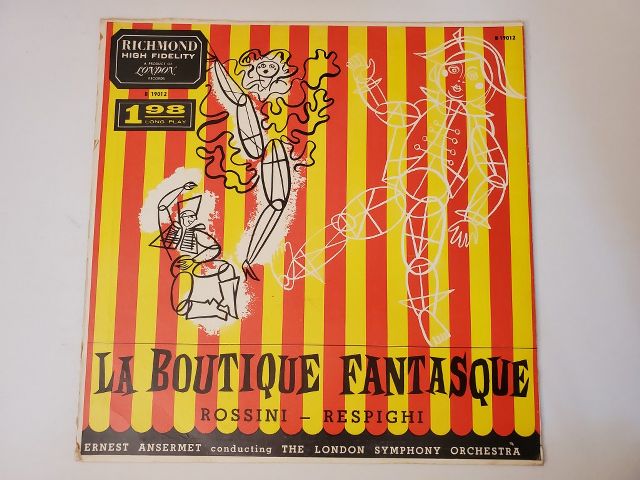 RICHMOND
HIGH FIDELITY
A PRODUCT OF
LONDON
RECORDS
B 19012
B 19012
1 98
LONG PLAY
LA BOUTIQUE FANTASQUE
ROSSINI – RESPIGHI
ERNEST ANSERMET conducting THE LONDON SYMPHONY ORCHESTRA